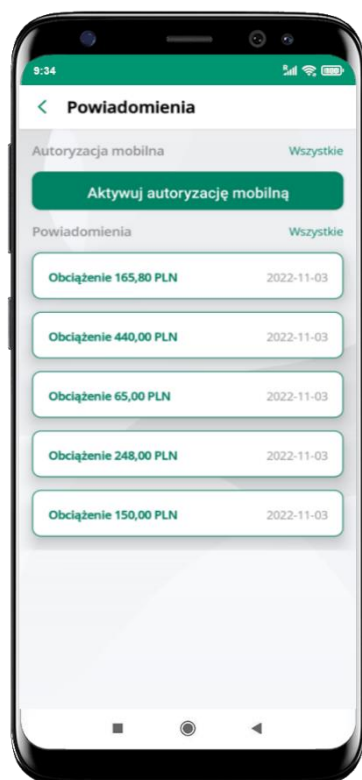 9:34
Powiadomienia
Autoryzacja mobilna Wszystkie
Aktywuj autoryzację mobilną
Powiadomienia Wszystkie
Obciążenie 165,80 PLN 2022-11-03
Obciążenie 440,00 PLN 2022-11-03
Obciążenie 65,00 PLN 2022-11-03
Obciążenie 248,00 PLN 2022-11-03
Obciążenie 150,00 PLN 2022-11-03